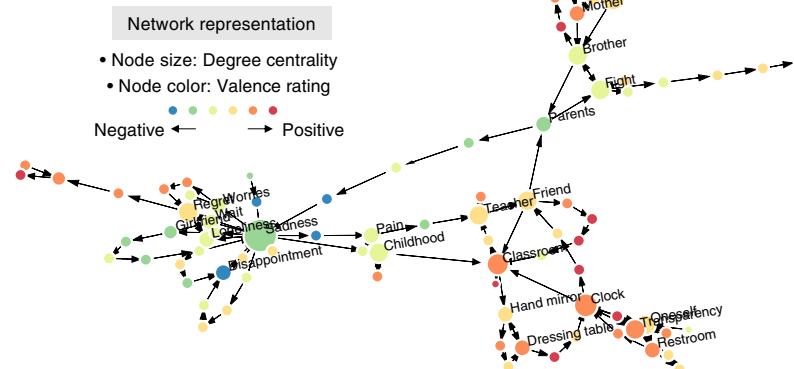 Network representation
• Node size: Degree centrality
• Node color: Valence rating
Negative
Positive
Mother
Brother
Fight
Parents
Worries
Regret
Wait
Girlfriend
Loneliness
Sadness
Disappointment
Pain
Childhood
Teacher
Friend
Classroom
Hand mirror
Clock
Dressing table
Oneself
Transparency
Restroom